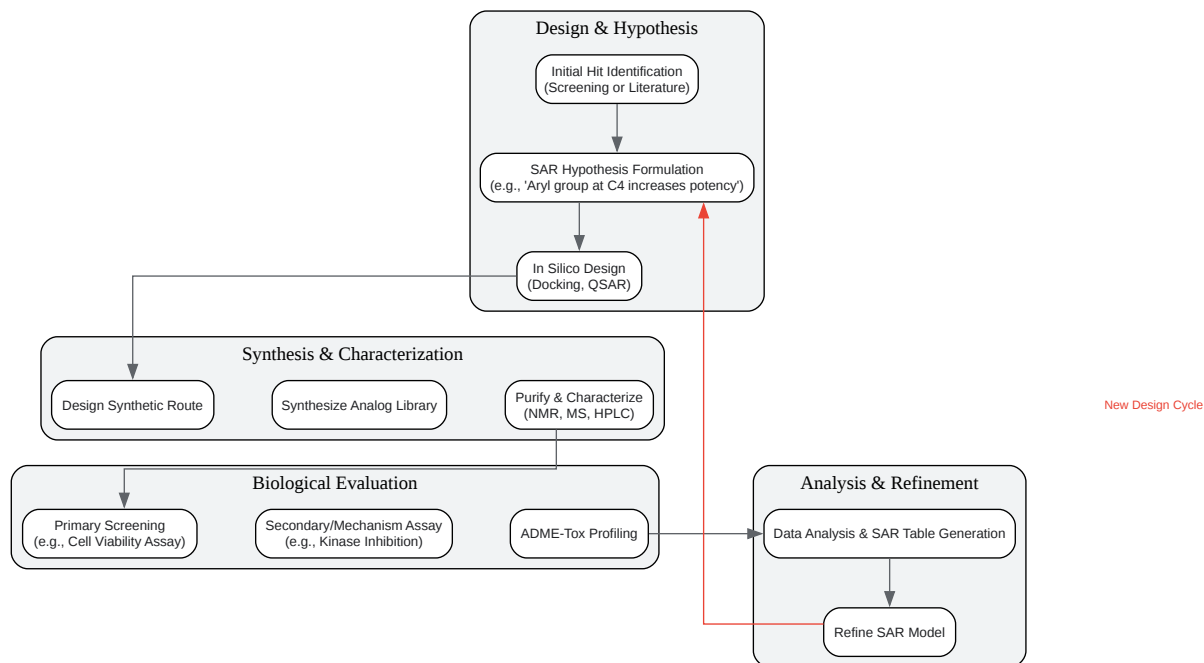 Design & Hypothesis
Initial Hit Identification
(Screening or Literature)
SAR Hypothesis Formulation
(e.g., 'Aryl group at C4 increases potency')
In Silico Design
(Docking, QSAR)
Synthesis & Characterization
Design Synthetic Route
Synthesize Analog Library
Purify & Characterize
(NMR, MS, HPLC)
New Design Cycle
Biological Evaluation
Primary Screening
(e.g., Cell Viability Assay)
Secondary/Mechanism Assay
(e.g., Kinase Inhibition)
ADME-Tox Profiling
Analysis & Refinement
Data Analysis & SAR Table Generation
Refine SAR Model